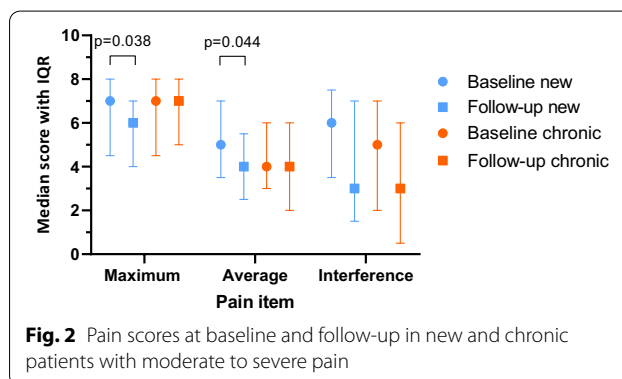 10
p=0.038
p=0.044
8
6
4
2
0
Median score with IQR
Maximum
Average
Interference
Pain item
Baseline new
Follow-up new
Baseline chronic
Follow-up chronic
Fig. 2 Pain scores at baseline and follow-up in new and chronic
patients with moderate to severe pain